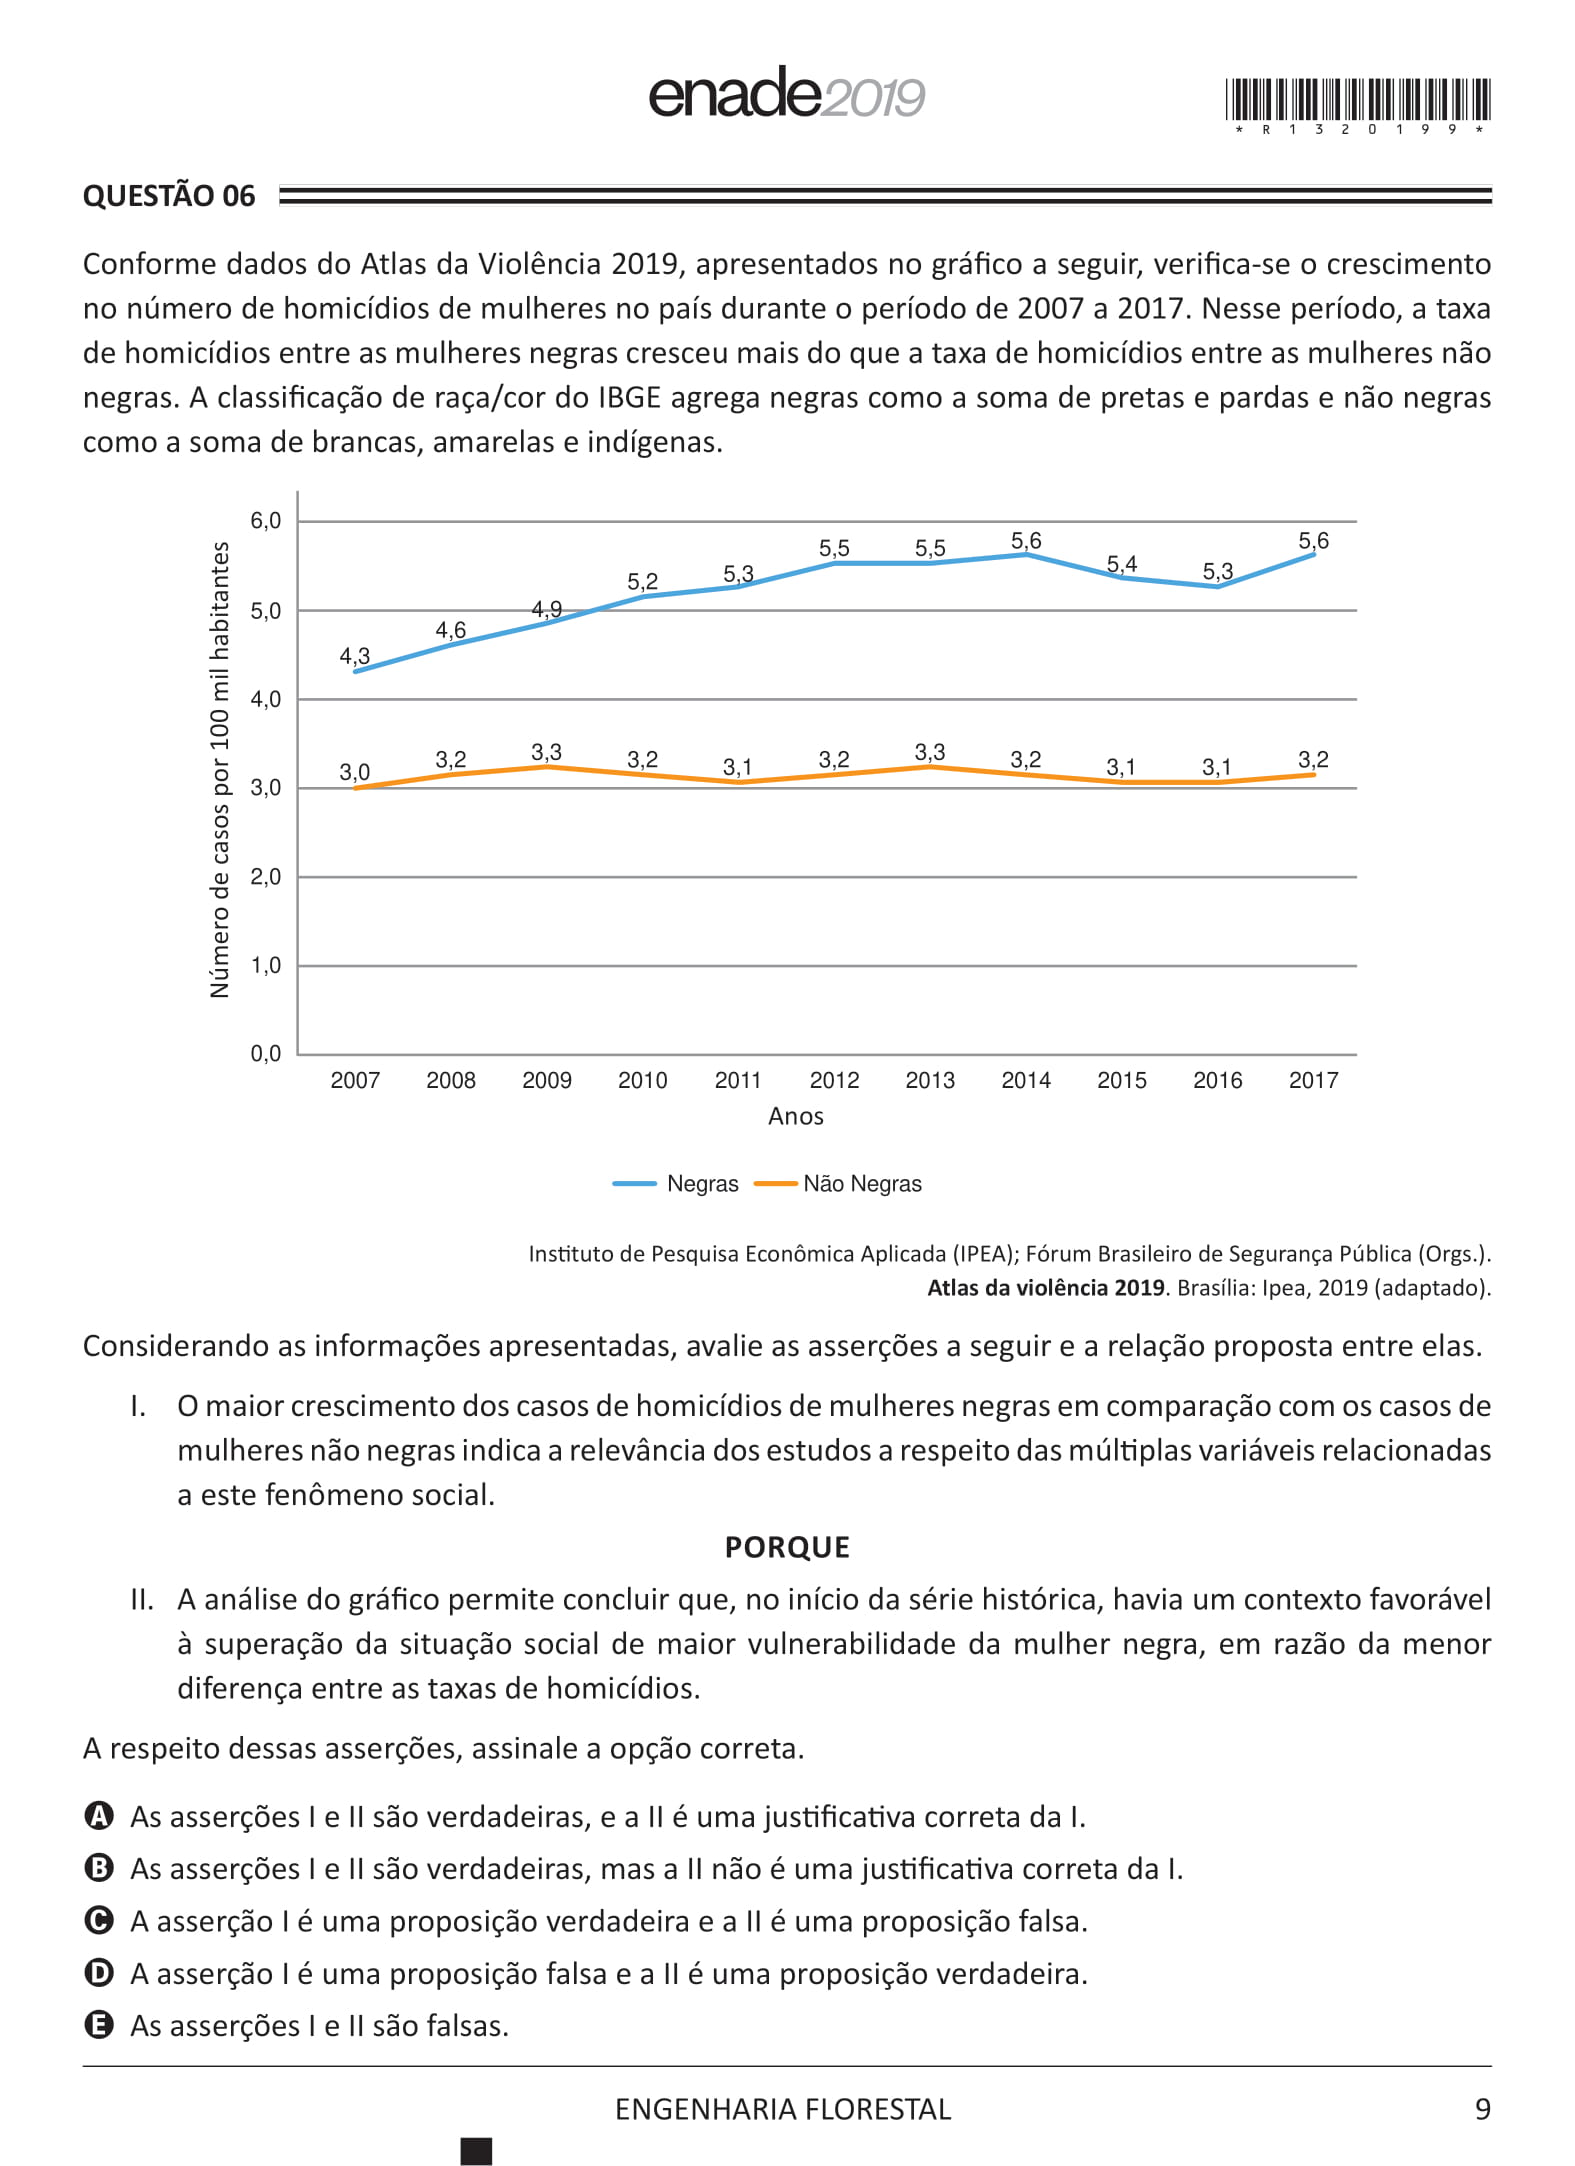 enade2019
*R1320199*
QUESTÃO 06
Conforme dados do Atlas da Violência 2019, apresentados no gráfico a seguir, verifica-se o crescimento
no número de homicídios de mulheres no país durante o período de 2007 a 2017. Nesse período, a taxa
de homicídios entre as mulheres negras cresceu mais do que a taxa de homicídios entre as mulheres não
negras. A classificação de raça/cor do IBGE agrega negras como a soma de pretas e pardas e não negras
como a soma de brancas, amarelas e indígenas.
Número de casos por 100 mil habitantes
6,0
5,0
4,0
3,0
2,0
1,0
0,0
4,3 4,6 4,9 5,2 5,3 5,5 5,5 5,6 5,4 5,3 5,6
3,0 3,2 3,3 3,2 3,1 3,2 3,3 3,2 3,1 3,1 3,2
2007 2008 2009 2010 2011 2012 2013 2014 2015 2016 2017
Anos
Negras Não Negras
Instituto de Pesquisa Econômica Aplicada (IPEA); Fórum Brasileiro de Segurança Pública (Orgs.).
Atlas da violência 2019. Brasília: Ipea, 2019 (adaptado).
Considerando as informações apresentadas, avalie as asserções a seguir e a relação proposta entre elas.
I. O maior crescimento dos casos de homicídios de mulheres negras em comparação com os casos de
mulheres não negras indica a relevância dos estudos a respeito das múltiplas variáveis relacionadas
a este fenômeno social.
PORQUE
II. A análise do gráfico permite concluir que, no início da série histórica, havia um contexto favorável
à superação da situação social de maior vulnerabilidade da mulher negra, em razão da menor
diferença entre as taxas de homicídios.
A respeito dessas asserções, assinale a opção correta.
A As asserções I e II são verdadeiras, e a II é uma justificativa correta da I.
B As asserções I e II são verdadeiras, mas a II não é uma justificativa correta da I.
C A asserção I é uma proposição verdadeira e a II é uma proposição falsa.
D A asserção I é uma proposição falsa e a II é uma proposição verdadeira.
E As asserções I e II são falsas.
ENGENHARIA FLORESTAL
9